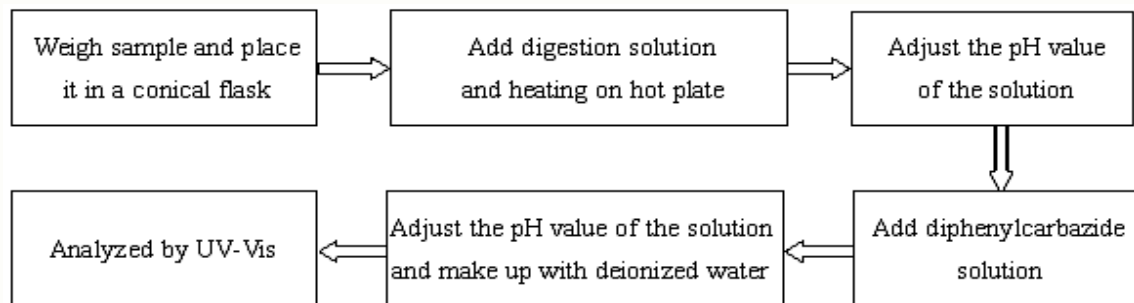 Weigh sample and place
it in a conical flask
Add digestion solution
and heating on hot plate
Adjust the pH value
of the solution
Add diphenylcarbazide
solution
Adjust the pH value of the solution
and make up with deionized water
Analyzed by UV-Vis